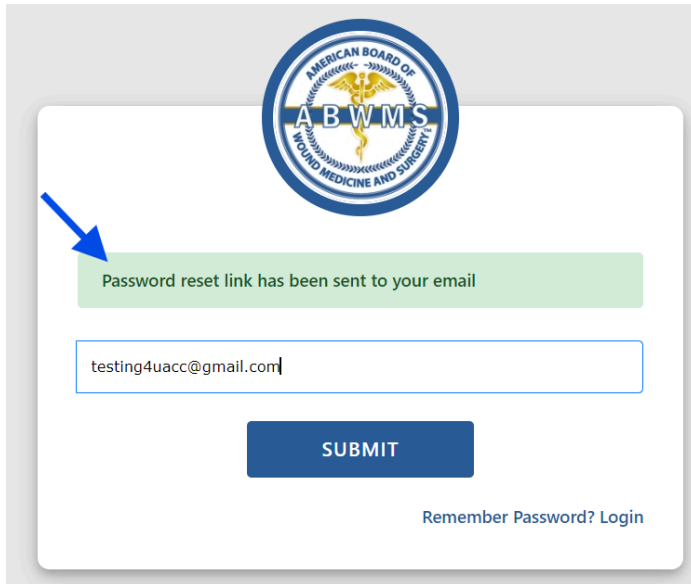 AMERICAN BOARD OF
ABWMS
WOUND MEDICINE AND SURGERY™
Password reset link has been sent to your email
testing4uacc@gmail.com
SUBMIT
Remember Password? Login